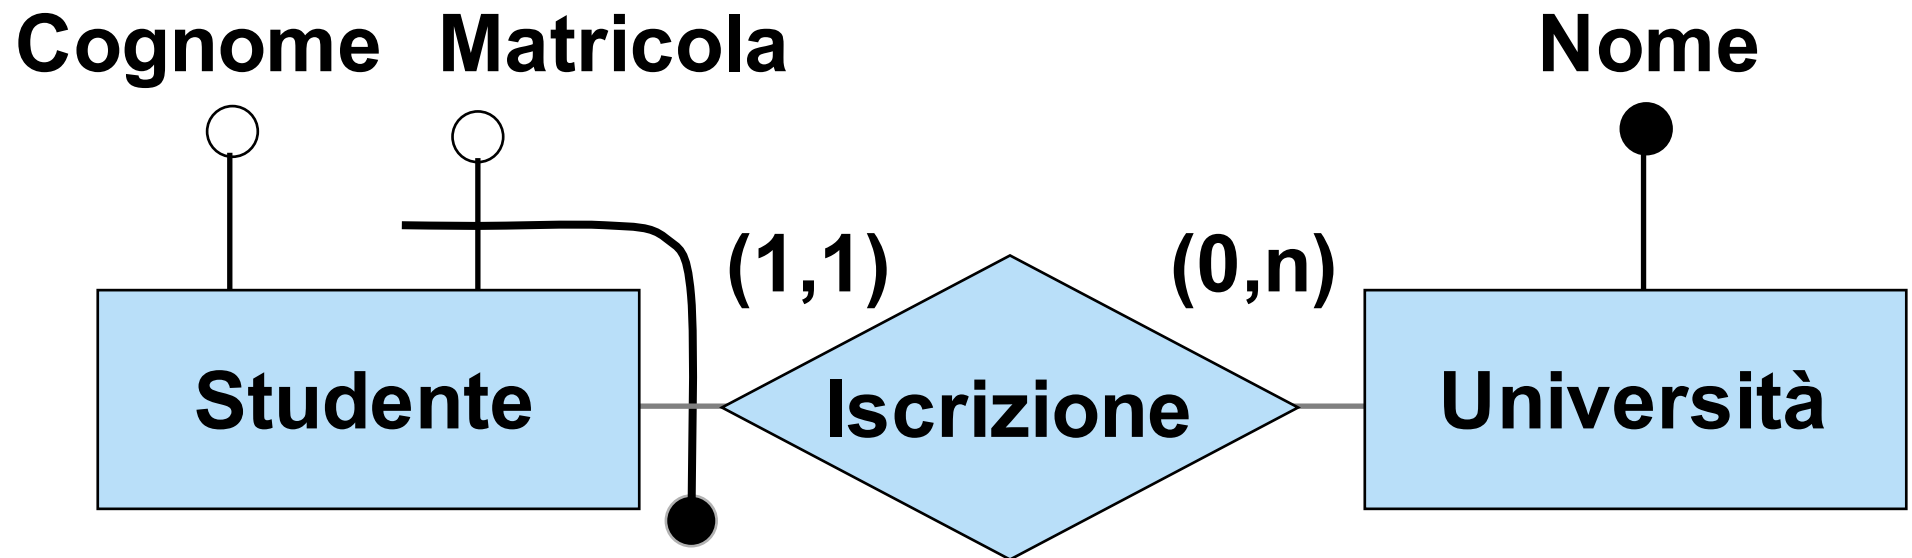 Cognome Matricola Nome
(1,1) (0,n)
Studente Iscrizione Università